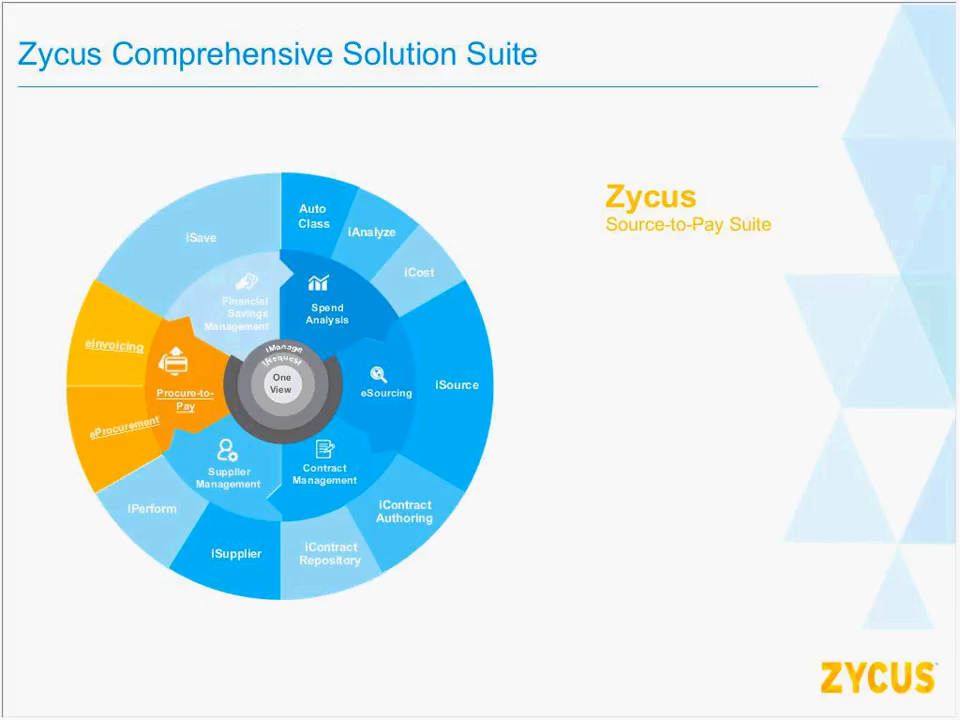 Zycus Comprehensive Solution Suite
Zycus
Source-to-Pay Suite
Auto
Class
iAnalyze
iCost
iSource
iContract
Authoring
iContract
Repository
iSupplier
iPerform
eProcurement
eInvoicing
iSave
Spend
Analysis
eSourcing
Contract
Management
Supplier
Management
Procure-to-
Pay
Financial
Savings
Management
iManage
iRequest
One
View
ZYCUS